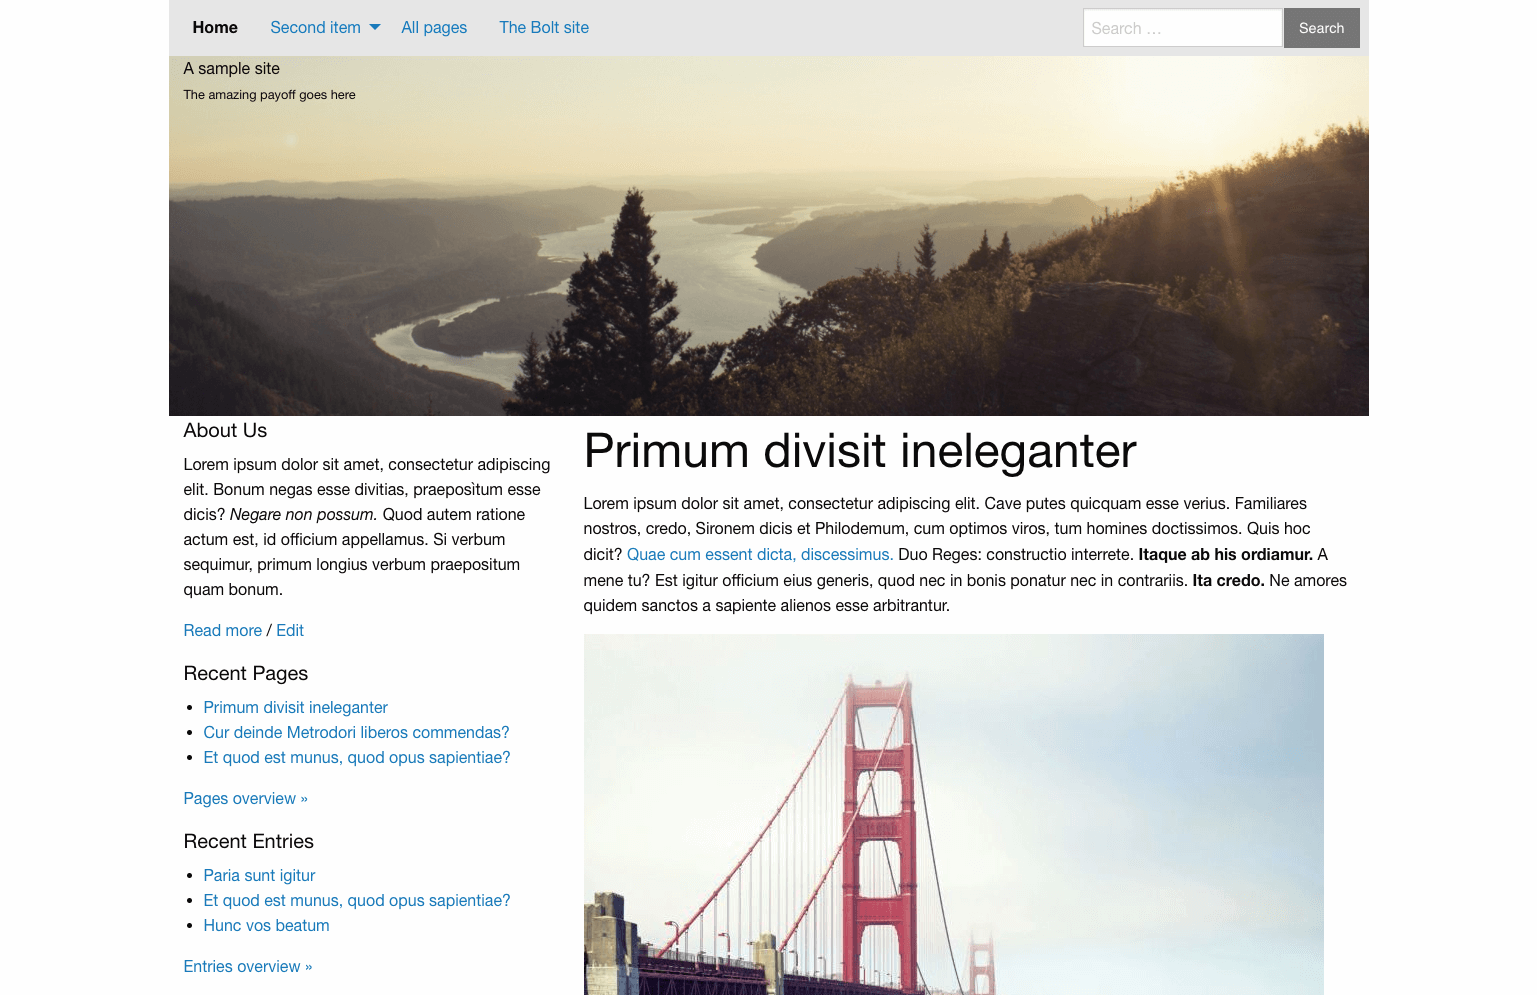 Home Second item All pages The Bolt site Search … Search
A sample site
The amazing payoff goes here
About Us
Lorem ipsum dolor sit amet, consectetur adipiscing
elit. Bonum negas esse divitias, praeposìtum esse
dicis? Negare non possum. Quod autem ratione
actum est, id officium appellamus. Si verbum
sequimur, primum longius verbum praepositum
quam bonum.
Read more / Edit
Recent Pages
Primum divisit ineleganter
Cur deinde Metrodori liberos commendas?
Et quod est munus, quod opus sapientiae?
Pages overview »
Recent Entries
Paria sunt igitur
Et quod est munus, quod opus sapientiae?
Hunc vos beatum
Entries overview »
Primum divisit ineleganter
Lorem ipsum dolor sit amet, consectetur adipiscing elit. Cave putes quicquam esse verius. Familiares
nostros, credo, Sironem dicis et Philodemum, cum optimos viros, tum homines doctissimos. Quis hoc
dicit? Quae cum essent dicta, discessimus. Duo Reges: constructio interrete. Itaque ab his ordiamur. A
mene tu? Est igitur officium eius generis, quod nec in bonis ponatur nec in contrariis. Ita credo. Ne amores
quidem sanctos a sapiente alienos esse arbitrantur.